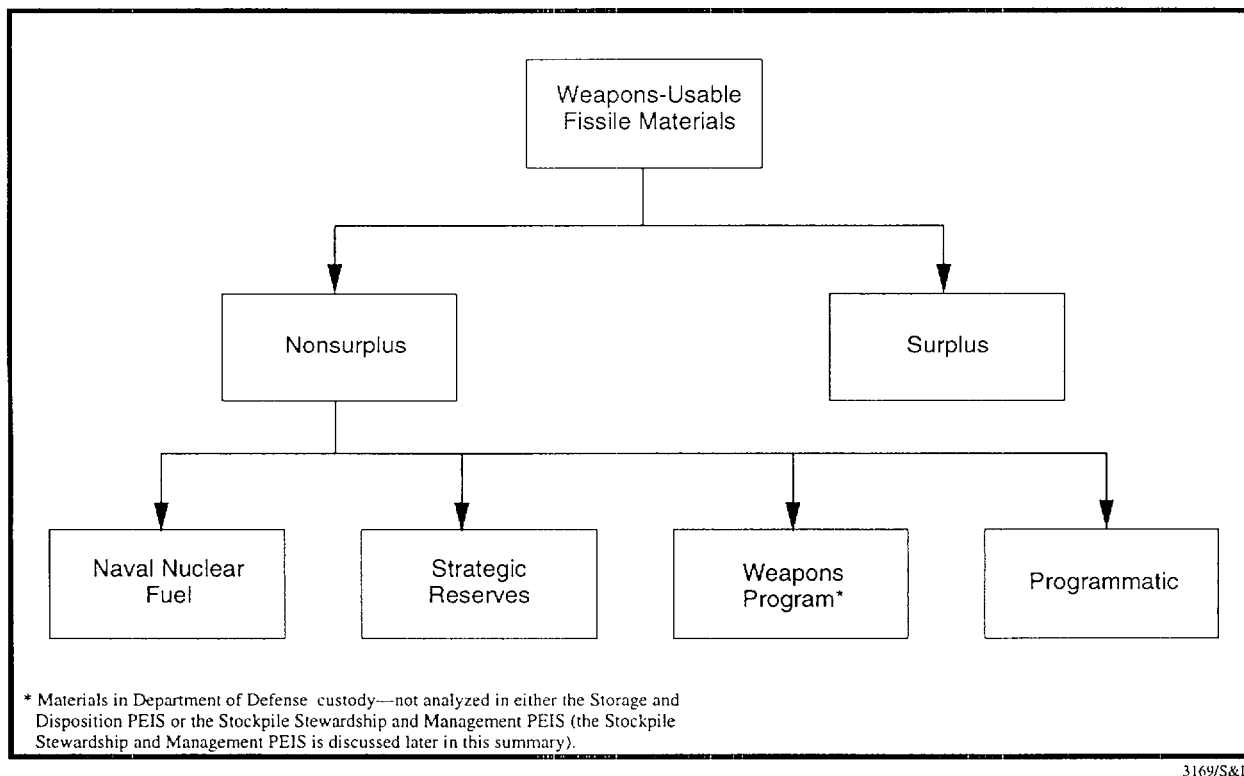 Weapons-Usable
Fissile Materials
Nonsurplus
Surplus
Naval Nuclear
Fuel
Strategic
Reserves
Weapons
Program*
Programmatic
* Materials in Department of Defense custody—not analyzed in either the Storage and
Disposition PEIS or the Stockpile Stewardship and Management PEIS (the Stockpile
Stewardship and Management PEIS is discussed later in this summary).